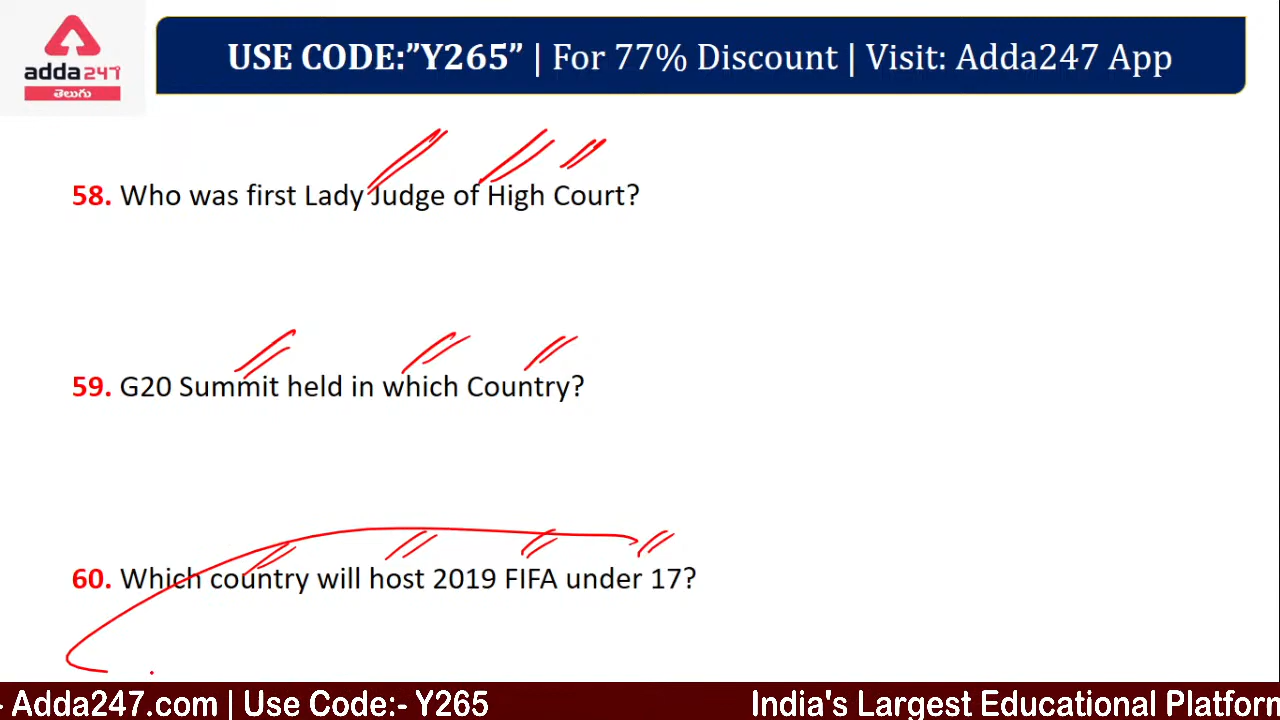 adda247
తెలుగు
USE CODE:”Y265” | For 77% Discount | Visit: Adda247 App
58. Who was first Lady Judge of High Court?
59. G20 Summit held in which Country?
60. Which country will host 2019 FIFA under 17?
- Adda247.com | Use Code:- Y265 India's Largest Educational Platform